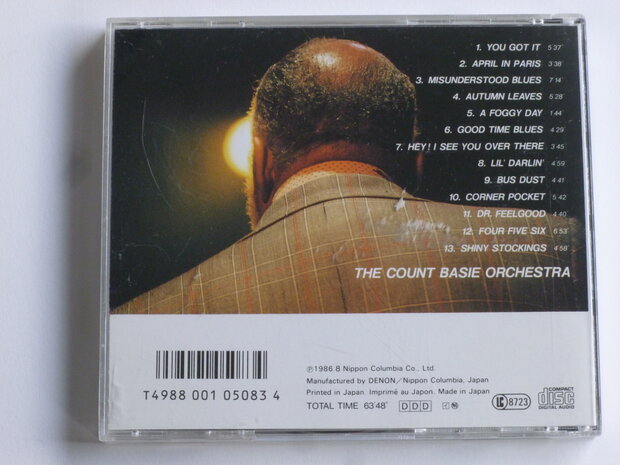 1. YOU GOT IT 5'37"
2. APRIL IN PARIS 3'38"
3. MISUNDERSTOOD BLUES 7'14"
4. AUTUMN LEAVES 5'28"
5. A FOGGY DAY 1'44"
6. GOOD TIME BLUES 4'29"
7. HEY! I SEE YOU OVER THERE 3'45"
8. LIL' DARLIN' 4'59"
9. BUS DUST 4'41"
10. CORNER POCKET 5'42"
11. DR. FEELGOOD 4'40"
12. FOUR FIVE SIX 6'53"
13. SHINY STOCKINGS 4'58"
THE COUNT BASIE ORCHESTRA
T4988 001 05083 4
Ⓟ1986.8 Nippon Columbia Co., Ltd.
Manufactured by DENON/Nippon Columbia, Japan
Printed in Japan. Imprimé au Japon. Made in Japan
TOTAL TIME 63'48" DDD
LC 8723
COMPACT
disc
DIGITAL AUDIO